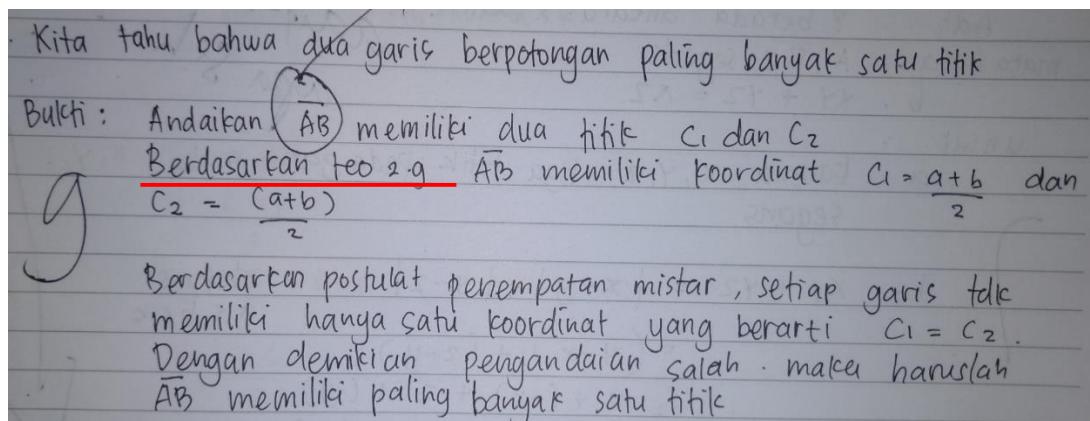 Kita tahu bahwa dua garis berpotongan paling banyak satu titik
Bukti : Andaikan AB memiliki dua titik C1 dan C2
Berdasarkan teo 2.9 AB memiliki koordinat C1 = a+b/2 dan
C2 = (a+b)/2
9
Berdasarkan postulat penempatan mistar, setiap garis tdk
memiliki hanya satu koordinat yang berarti C1 = C2.
Dengan demikian pengandaian salah. maka haruslah
AB memiliki paling banyak satu titik